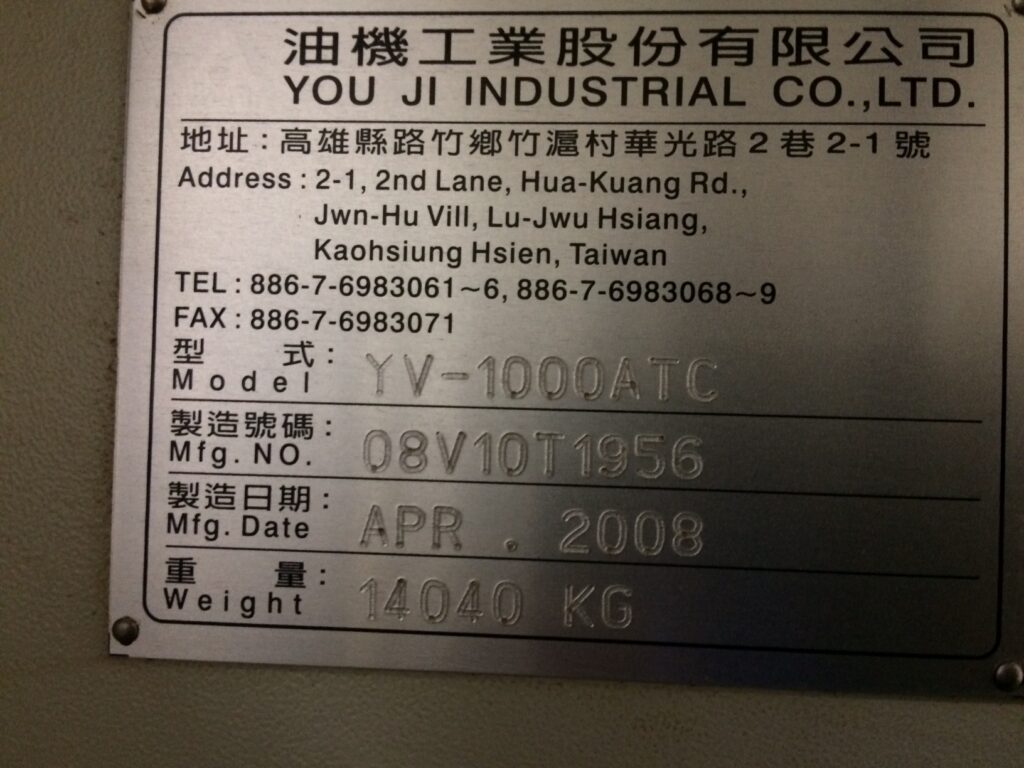 油機工業股份有限公司
YOU JI INDUSTRIAL CO.,LTD.
地址：高雄縣路竹鄉竹滬村華光路2巷2-1號
Address : 2-1, 2nd Lane, Hua-Kuang Rd.,
Jwn-Hu Vill, Lu-Jwu Hsiang,
Kaohsiung Hsien, Taiwan
TEL : 886-7-6983061~6, 886-7-6983068~9
FAX : 886-7-6983071
型 式：
Model YV-1000ATC
製造號碼：
Mfg. NO. 08V10T1956
製造日期：
Mfg. Date APR . 2008
重 量：
Weight 14040 KG